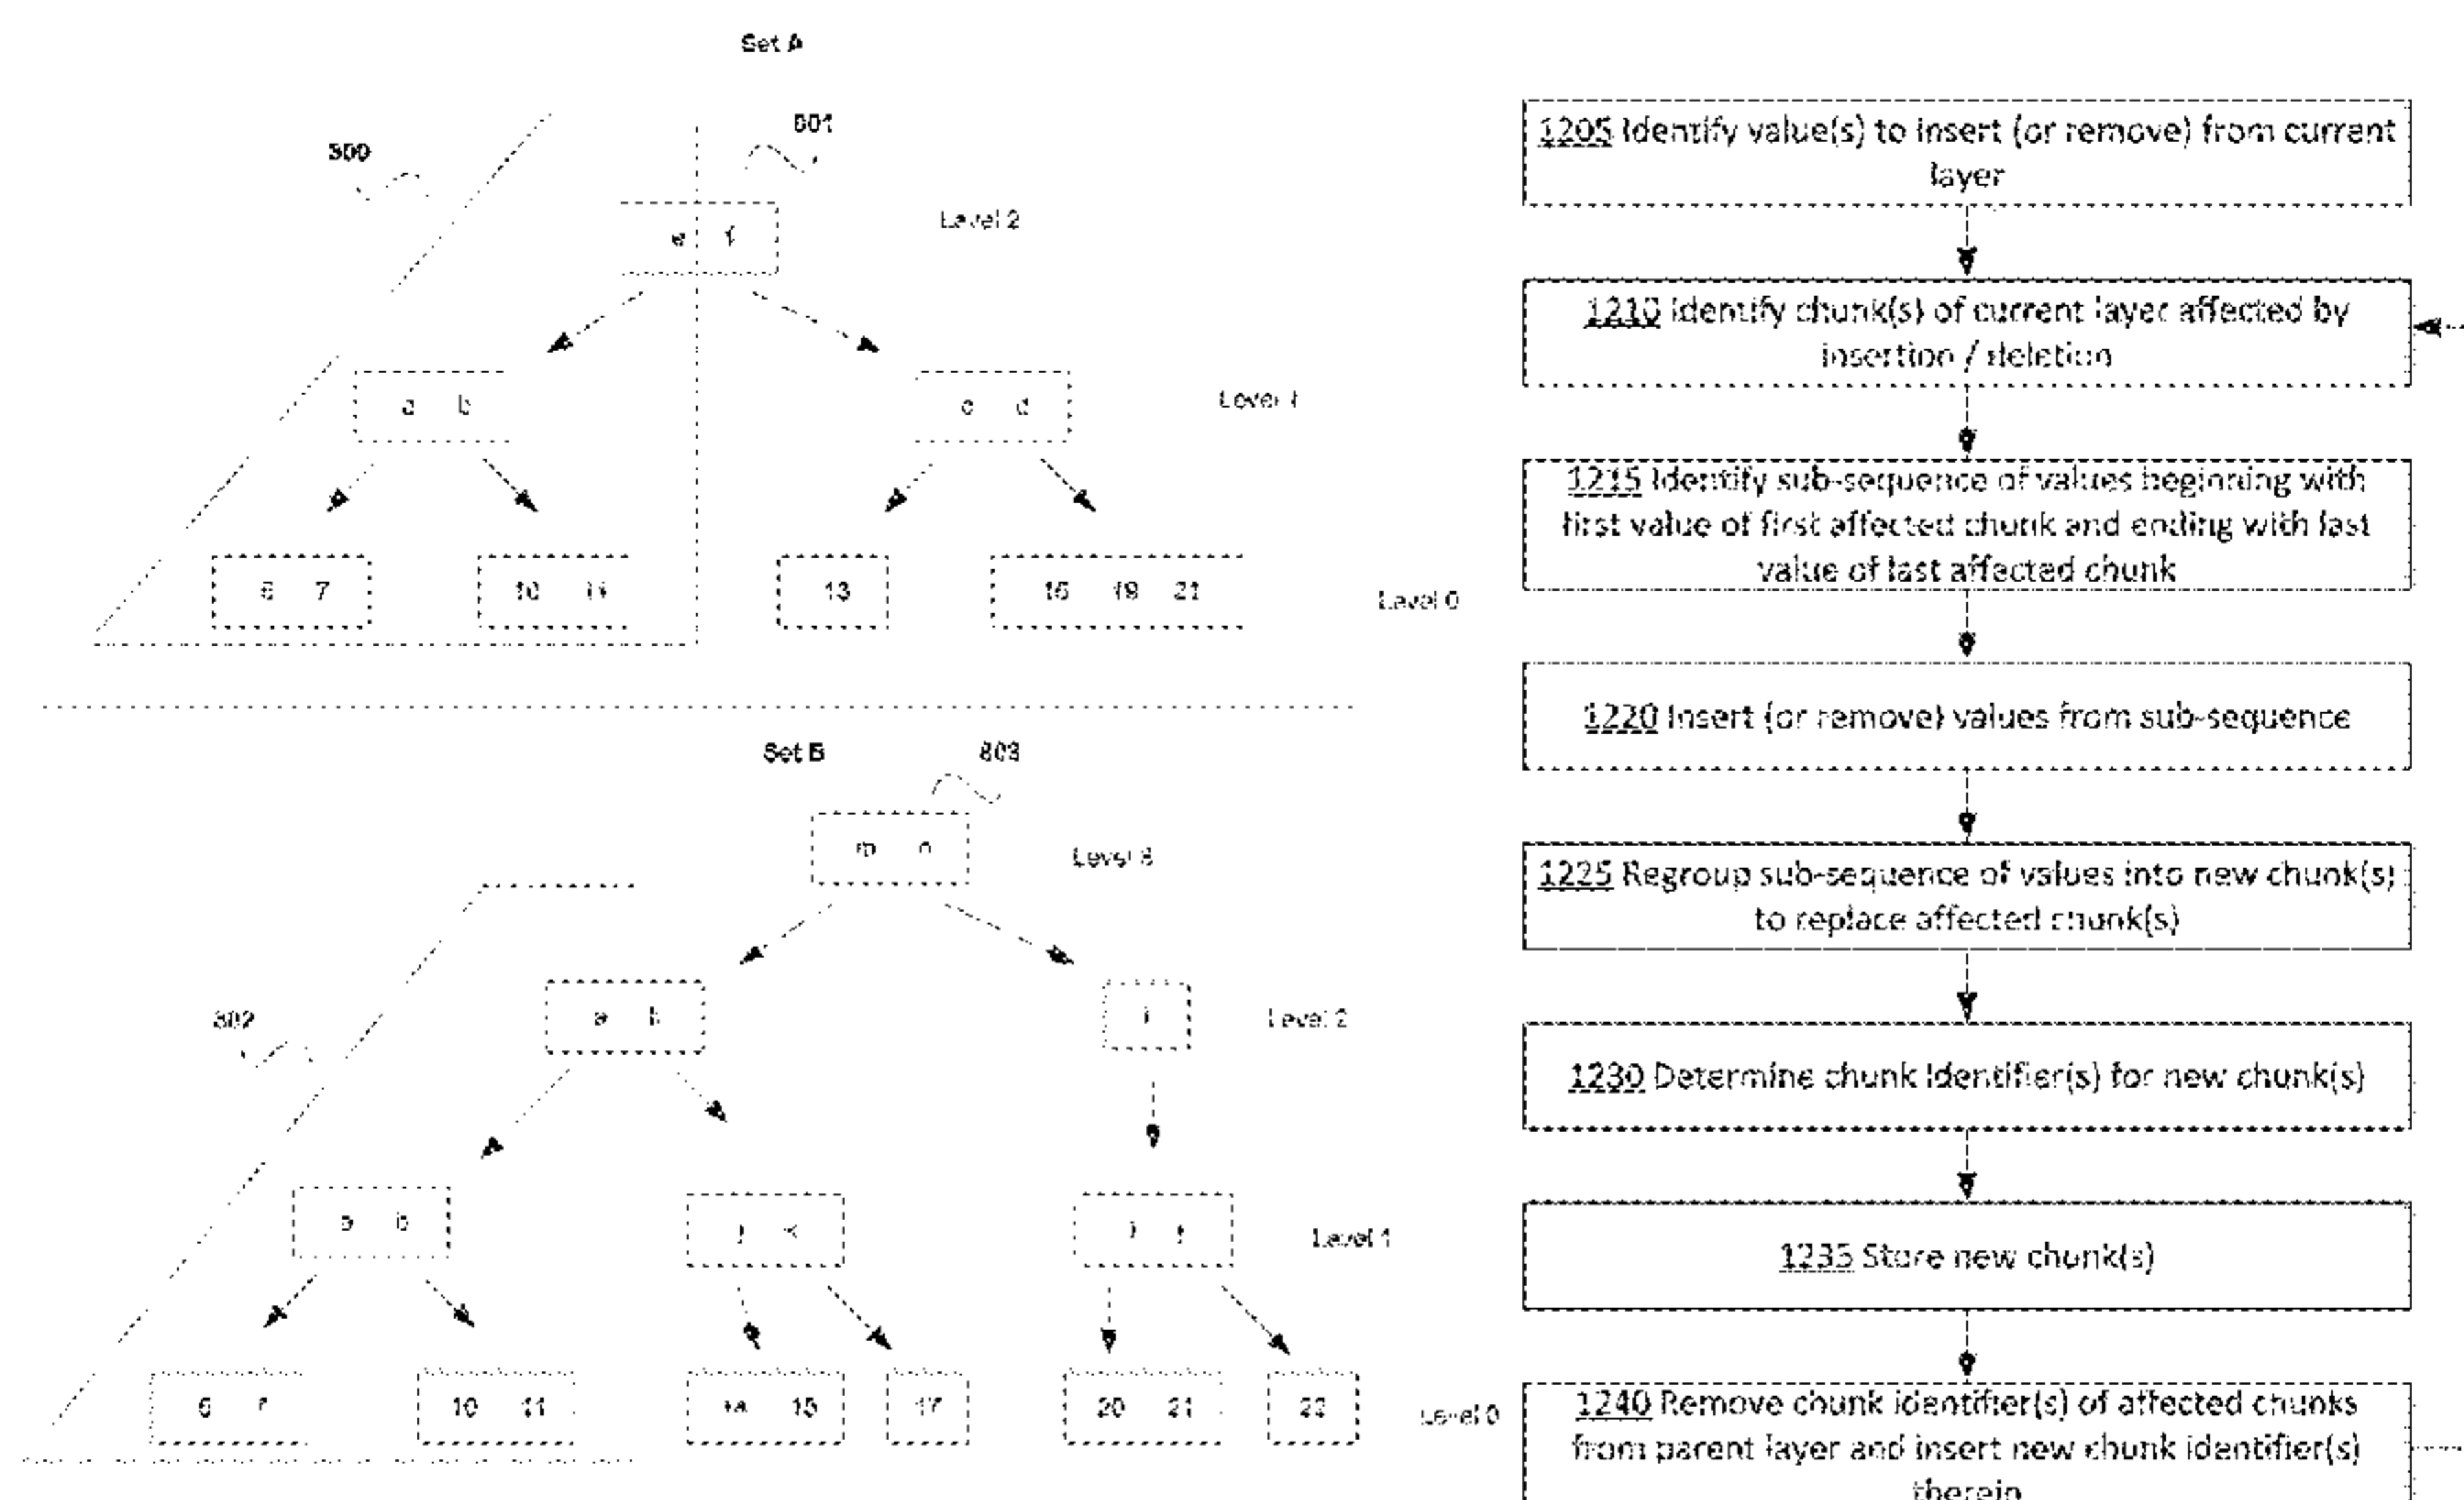 Set A
801
Level 2
e f
a b
c d
Level 1
6 7
10 11
13
19 21
Level 0
Set B
803
m n
Level 2
a b
Level 1
10 11
15
17
20 21
22
Level 0
1205 Identify value(s) to insert (or remove) from current
layer
1210 Identify chunk(s) of current layer affected by
insertion / deletion
1215 Identify sub-sequence of values beginning with
first value of first affected chunk and ending with last
value of last affected chunk
1220 Insert (or remove) values from sub-sequence
1225 Regroup sub-sequence of values into new chunk(s)
to replace affected chunk(s)
1230 Determine chunk identifier(s) for new chunk(s)
1235 Store new chunk(s)
1240 Remove chunk identifier(s) of affected chunks
from parent layer and insert new chunk identifier(s)
therein